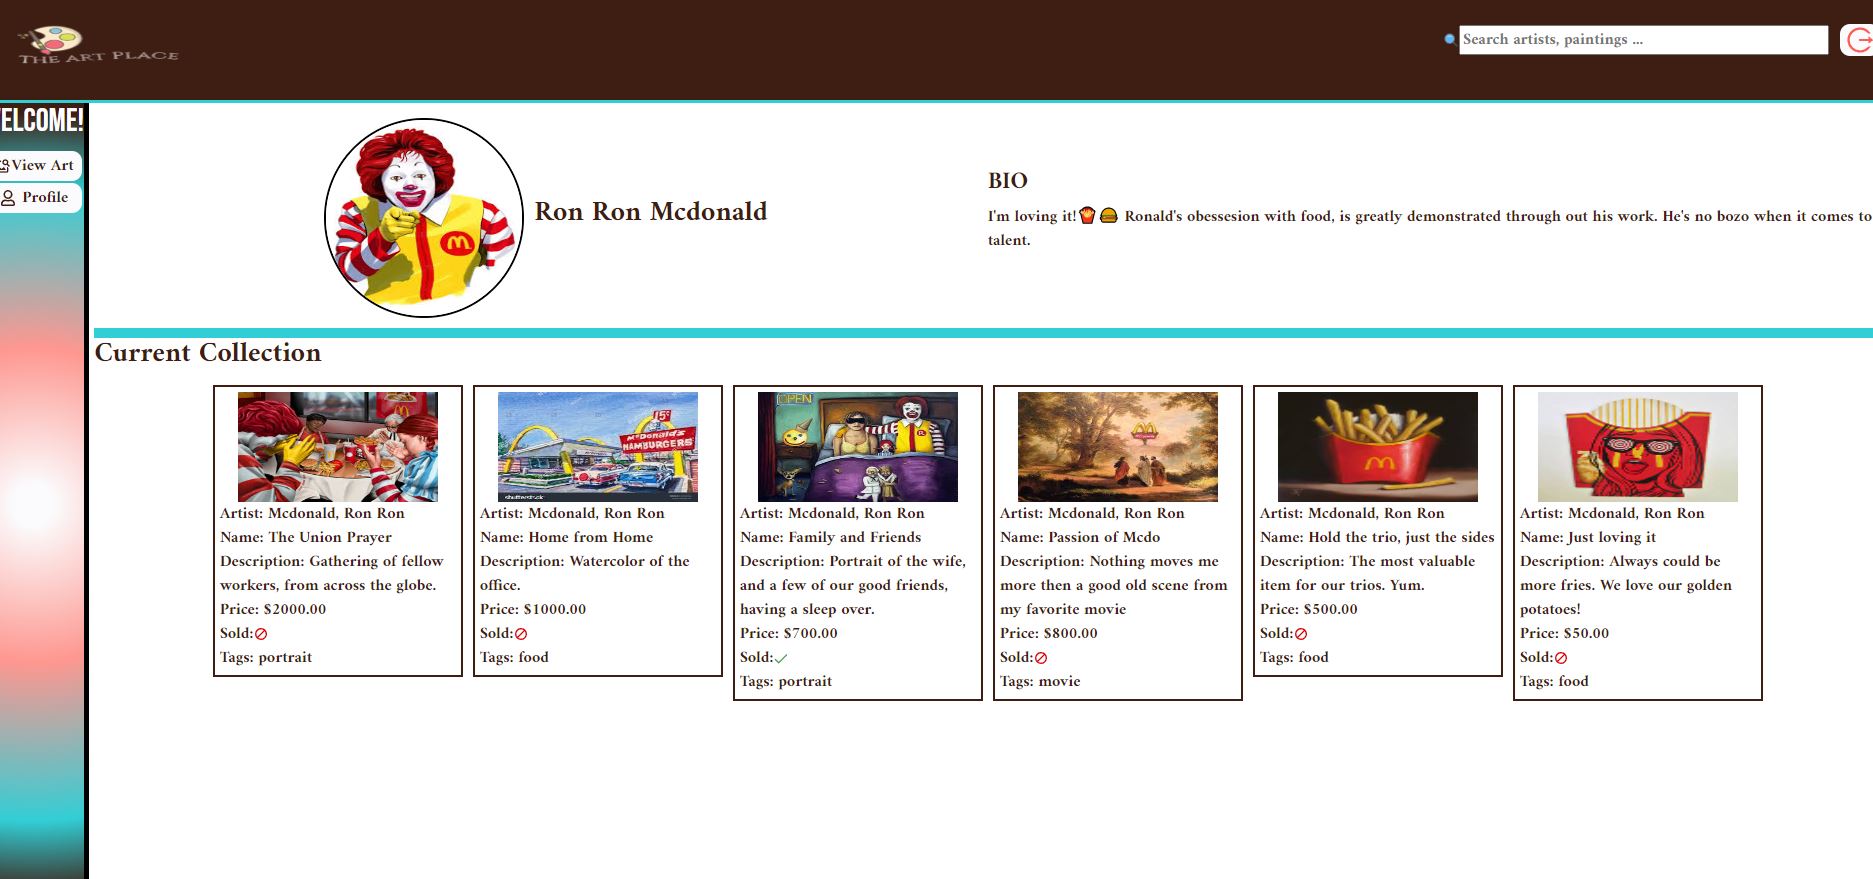 THE ART PLACE
Search artists, paintings ...
ELCOME!
View Art
Profile
Ron Ron Mcdonald
BIO
I'm loving it!🍟🍔 Ronald's obessesion with food, is greatly demonstrated through out his work. He's no bozo when it comes to
talent.
Current Collection
Artist: Mcdonald, Ron Ron
Name: The Union Prayer
Description: Gathering of fellow
workers, from across the globe.
Price: $2000.00
Sold:
Tags: portrait
15¢
McDonald's
HAMBURGERS
shutterstock
Artist: Mcdonald, Ron Ron
Name: Home from Home
Description: Watercolor of the
office.
Price: $1000.00
Sold:
Tags: food
OPEN
Artist: Mcdonald, Ron Ron
Name: Family and Friends
Description: Portrait of the wife,
and a few of our good friends,
having a sleep over.
Price: $700.00
Sold:
Tags: portrait
Artist: Mcdonald, Ron Ron
Name: Passion of Mcdo
Description: Nothing moves me
more then a good old scene from
my favorite movie
Price: $800.00
Sold:
Tags: movie
Artist: Mcdonald, Ron Ron
Name: Hold the trio, just the sides
Description: The most valuable
item for our trios. Yum.
Price: $500.00
Sold:
Tags: food
Artist: Mcdonald, Ron Ron
Name: Just loving it
Description: Always could be
more fries. We love our golden
potatoes!
Price: $50.00
Sold:
Tags: food